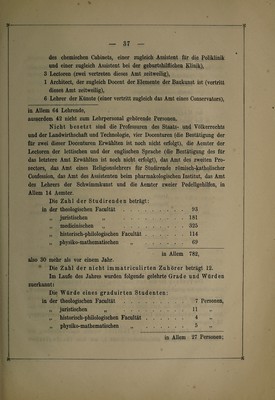 — 37 —
des chemischen Cabinets, einer zugleich Assistent für die Poliklinik
und einer zugleich Assistent bei der geburtshilflichen Klinik),
3 Lectoren (zwei vertreten dieses Amt zeitweilig),
1 Architect, der zugleich Docent der Elemente der Baukunst ist (vertritt
dieses Amt zeitweilig),
6 Lehrer der Künste (einer vertritt zugleich das Amt eines Conservators),
in Allem 64 Lehrende,
ausserdem 42 nicht zum Lehrpersonal gehörende Personen,
Nicht besetzt sind die Professuren des Staats- und Völkerrechts
und der Landwirthschaft und Technologie, vier Docenturen (die Bestätigung der
für zwei dieser Docenturen Erwählten ist noch nicht erfolgt), die Aemter der
Lectoren der lettischen und der englischen Sprache (die Bestätigung des für
das letztere Amt Erwählten ist noch nicht erfolgt), das Amt des zweiten Pro-
sectors, das Amt eines Religionslehrers für Studirende römisch-katholischer
Confession, das Amt des Assistenten beim pharmakologischen Institut, das Amt
des Lehrers der Schwimmkunst und die Aemter zweier Pedellgehilfen, in
Allem 14 Aemter.
Die Zahl der Studirenden beträgt:
in der theologischen Facultät . . . . . . . 93
„ juristischen „ . . . . . . . 181
„ medicinischen „ . . . . . . . 325
„ historisch-philologischen Facultät . . . . . 114
„ physiko-mathematischen „ . . . . . 69
in Allem 782,
also 30 mehr als vor einem Jahr.
Die Zahl der nicht immatriculirten Zuhörer beträgt 12.
Im Laufe des Jahres wurden folgende gelehrte Grade und Würden
zuerkannt:
Die Würde eines graduirten Studenten:
in der theologischen Facultät . . . . . . . 7 Personen,
„ juristischen „ . . . . . . . 11 „
„ historisch-philologischen Facultät . . . . . 4 „
„ physiko-mathematischen „ . . . . . 5 „
in Allem 27 Personen;